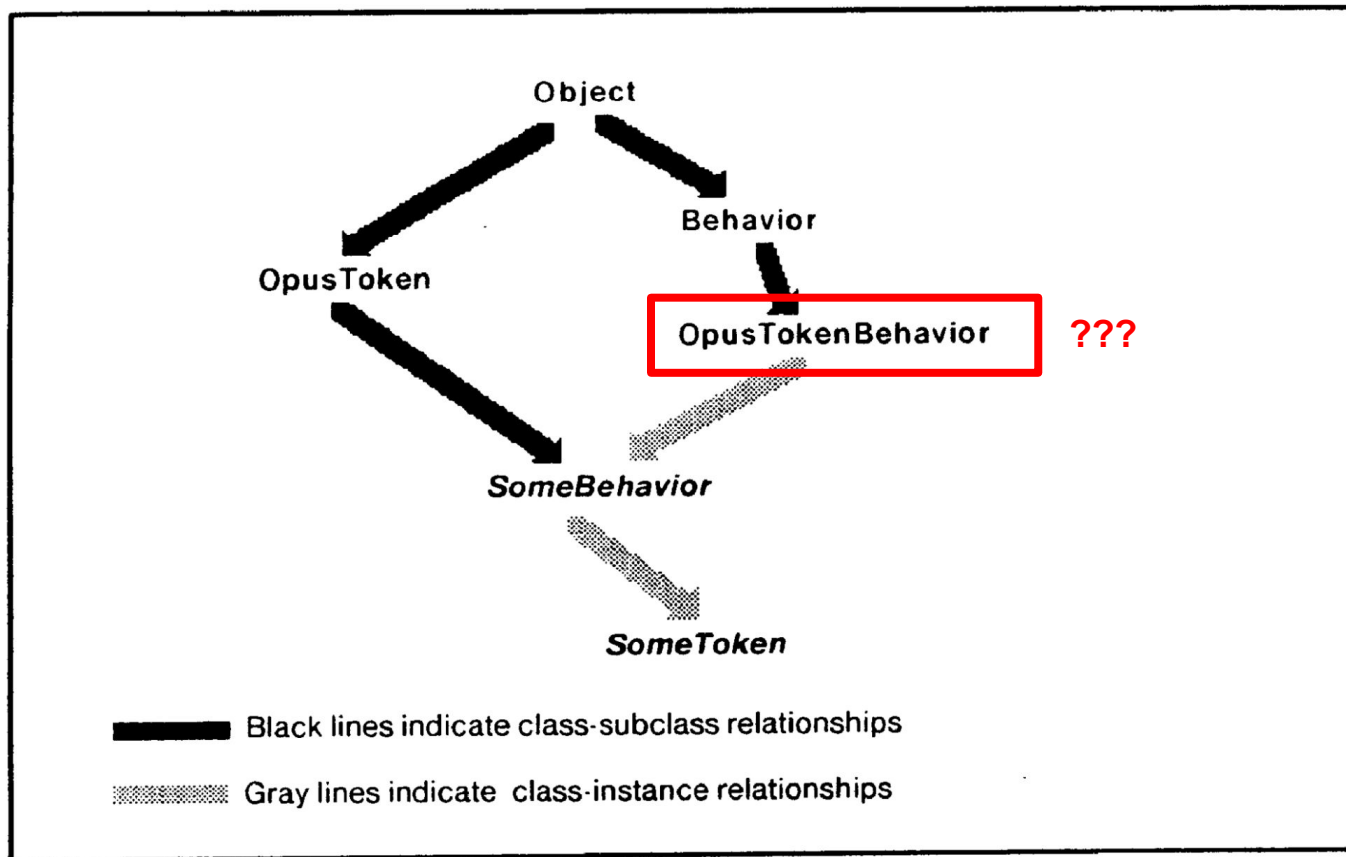 Object
Behavior
OpusToken
OpusTokenBehavior ???
SomeBehavior
SomeToken
Black lines indicate class-subclass relationships
Gray lines indicate class-instance relationships